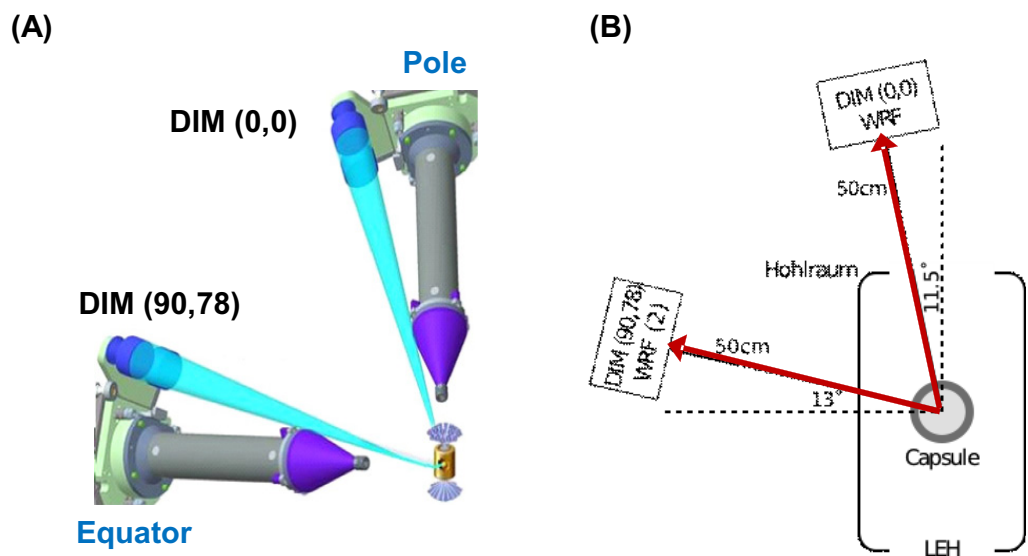 (A)
Pole
DIM (0,0)
DIM (90,78)
Equator
(B)
DIM (0,0)
WRF
50cm
Hohlraum
11.5°
DIM (90,78)
WRF (2)
50cm
13°
Capsule
LEH